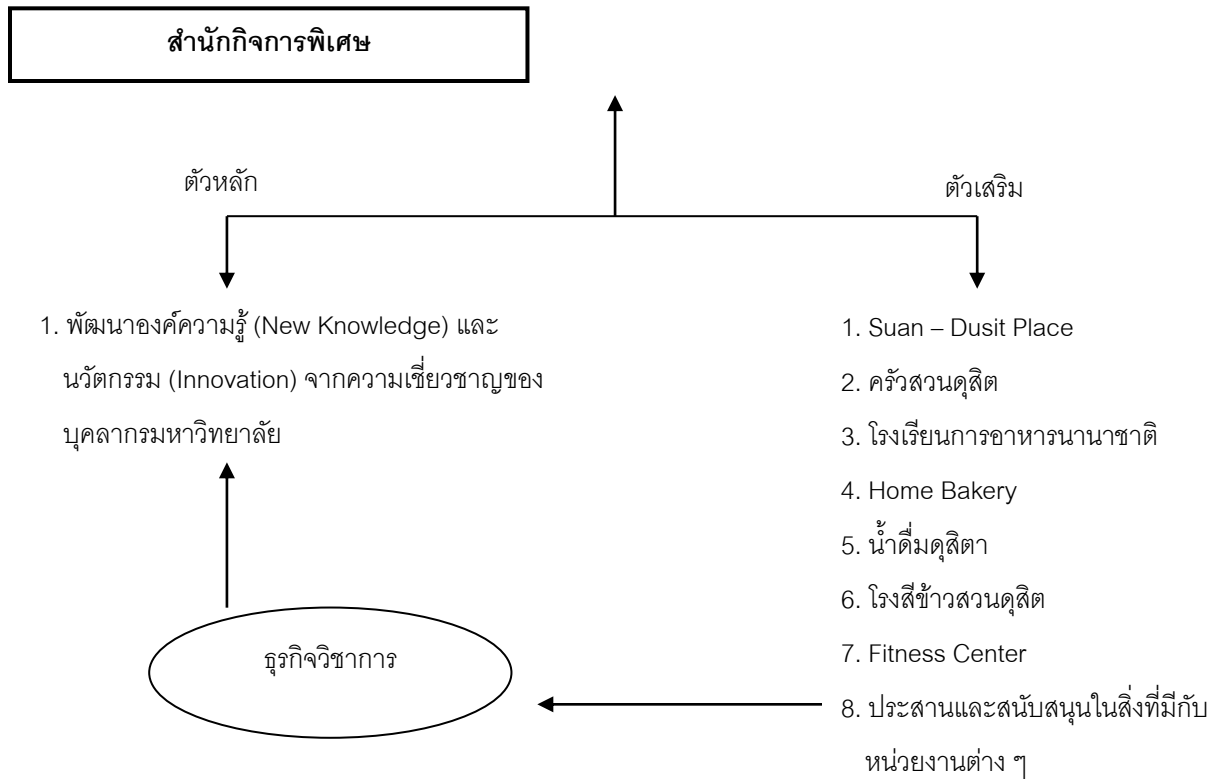 สำนักกิจการพิเศษ
ตัวหลัก
ตัวเสริม
1. พัฒนาองค์ความรู้ (New Knowledge) และ
นวัตกรรม (Innovation) จากความเชี่ยวชาญของ
บุคลากรมหาวิทยาลัย
ธุรกิจวิชาการ
1. Suan – Dusit Place
2. ครัวสวนดุสิต
3. โรงเรียนการอาหารนานาชาติ
4. Home Bakery
5. น้ำดื่มดุสิตา
6. โรงสีข้าวสวนดุสิต
7. Fitness Center
8. ประสานและสนับสนุนในสิ่งที่มีกับ
หน่วยงานต่าง ๆ